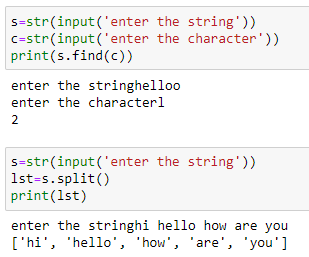 s=str(input('enter the string'))
c=str(input('enter the character'))
print(s.find(c))
enter the stringhelloo
enter the characterl
2
s=str(input('enter the string'))
lst=s.split()
print(lst)
enter the stringhi hello how are you
['hi', 'hello', 'how', 'are', 'you']